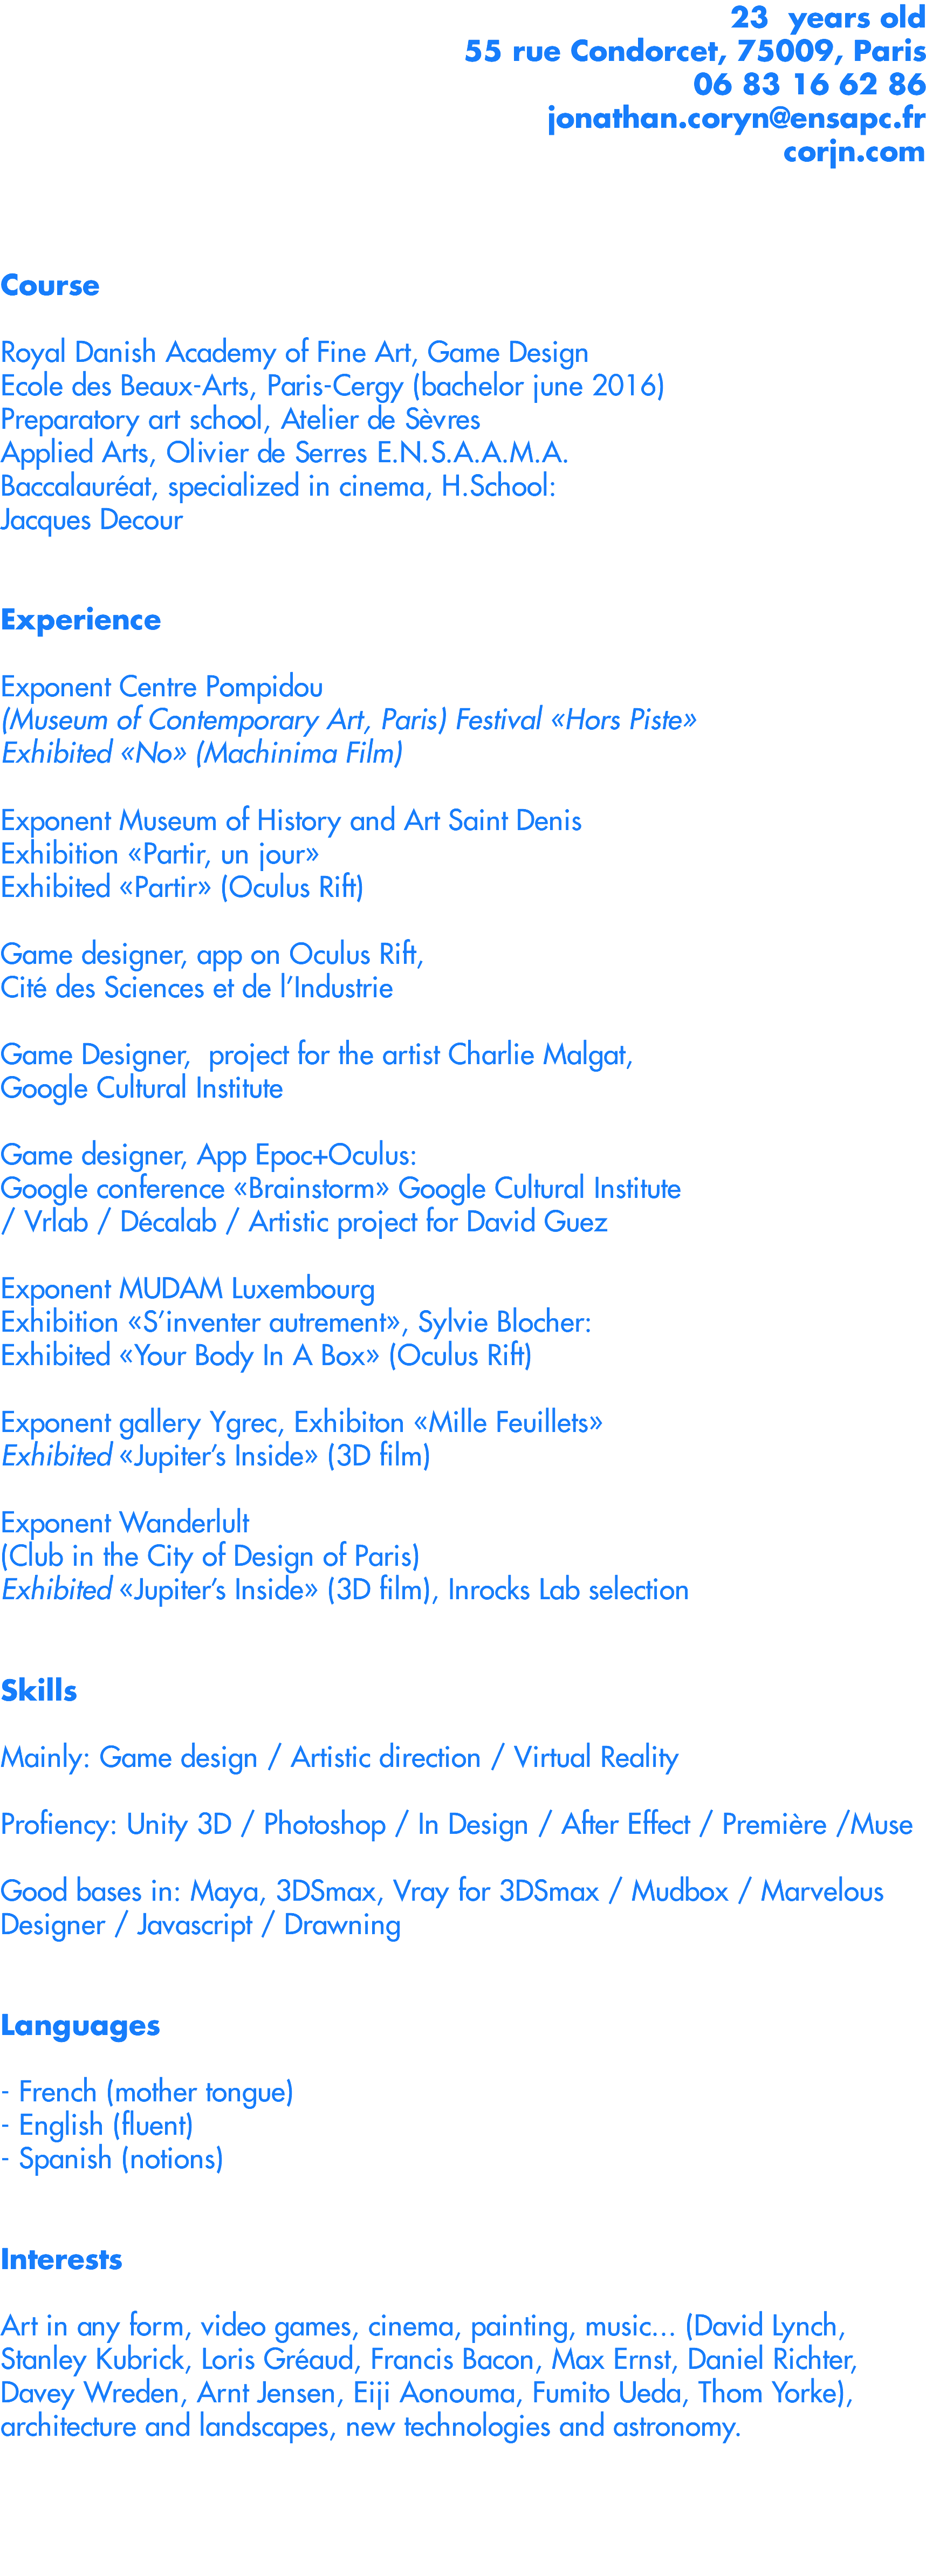 23  years old
55 rue Condorcet, 75009, Paris
06 83 16 62 86
jonathan.coryn@ensapc.fr
corjn.com
Course
Royal Danish Academy of Fine Art, Game Design
Ecole des Beaux-Arts, Paris-Cergy (bachelor june 2016)
Preparatory art school, Atelier de Sèvres
Applied Arts, Olivier de Serres E.N.S.A.A.M.A.
Baccalauréat, specialized in cinema, H.School:
Jacques Decour
Experience
Exponent Centre Pompidou
(Museum of Contemporary Art, Paris) Festival «Hors Piste»
Exhibited «No» (Machinima Film)
Exponent Museum of History and Art Saint Denis
Exhibition «Partir, un jour»
Exhibited «Partir» (Oculus Rift)
Game designer, app on Oculus Rift,
Cité des Sciences et de l’Industrie
Game Designer,  project for the artist Charlie Malgat,
Google Cultural Institute
Game designer, App Epoc+Oculus:
Google conference «Brainstorm» Google Cultural Institute
/ Vrlab / Décalab / Artistic project for David Guez
Exponent MUDAM Luxembourg
Exhibition «S’inventer autrement», Sylvie Blocher:
Exhibited «Your Body In A Box» (Oculus Rift)
Exponent gallery Ygrec, Exhibiton «Mille Feuillets»
Exhibited «Jupiter’s Inside» (3D film)
Exponent Wanderlult
(Club in the City of Design of Paris)
Exhibited «Jupiter’s Inside» (3D film), Inrocks Lab selection
Skills
Mainly: Game design / Artistic direction / Virtual Reality
Profiency: Unity 3D / Photoshop / In Design / After Effect / Première /Muse
Good bases in: Maya, 3DSmax, Vray for 3DSmax / Mudbox / Marvelous
Designer / Javascript / Drawning
Languages
- French (mother tongue)
- English (fluent)
- Spanish (notions)
Interests
Art in any form, video games, cinema, painting, music... (David Lynch,
Stanley Kubrick, Loris Gréaud, Francis Bacon, Max Ernst, Daniel Richter,
Davey Wreden, Arnt Jensen, Eiji Aonouma, Fumito Ueda, Thom Yorke),
architecture and landscapes, new technologies and astronomy.